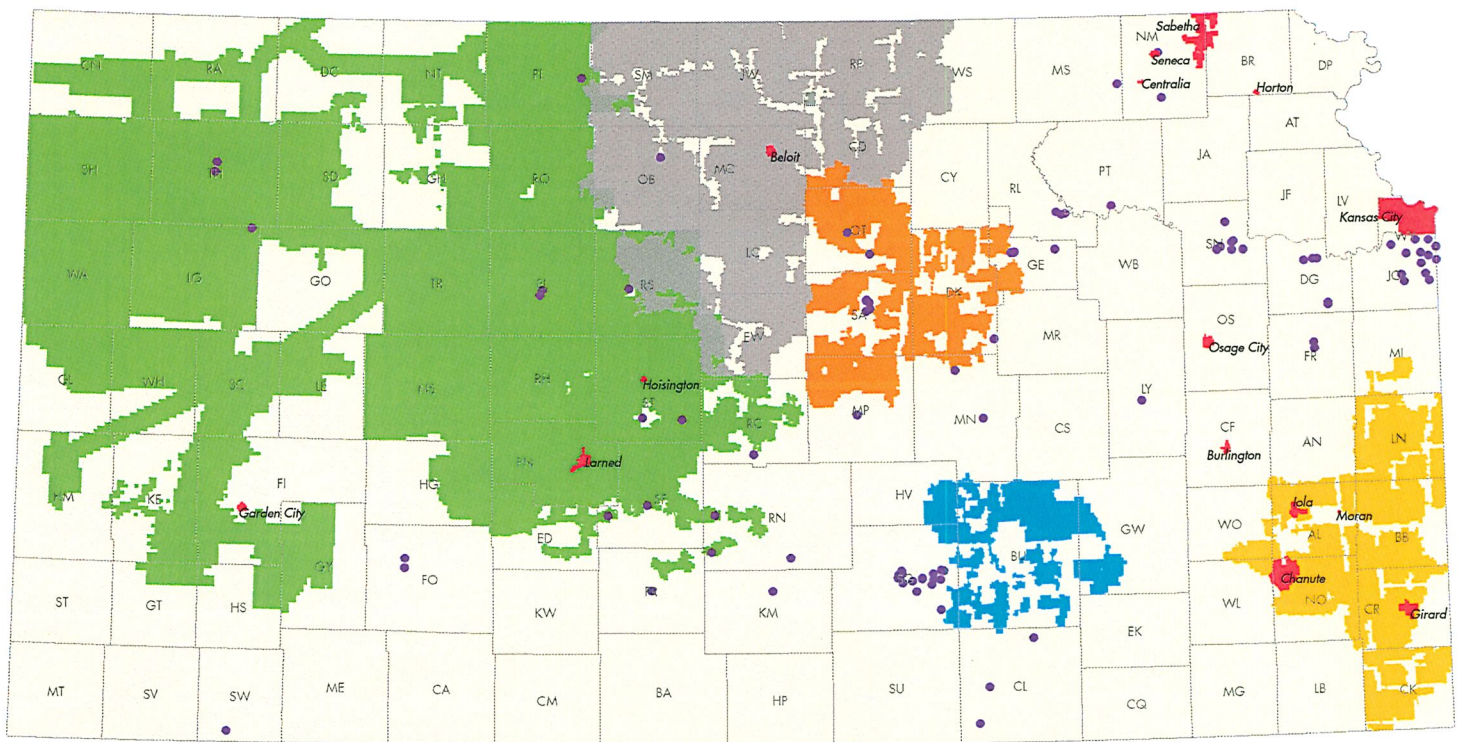 Sabetha
NM
Seneca
BR
DP
CN
RA
DC
NT
PL
SM
JW
RP
WS
MS
Centralia
Horton
AT
SH
TH
SD
GH
RO
OB
MC
Beloit
CD
CY
RL
PT
JA
JF
LV
Kansas City
WY
WA
LG
GO
TR
EL
RS
LC
OT
DK
GE
WB
SN
DG
JO
SA
EW
MR
OS
Osage City
FR
MI
GL
WH
SC
LE
NS
RH
Hoisington
BT
RC
MP
MN
CS
LY
CF
Burlington
AN
LN
HM
KE
FI
Garden City
HG
PN
Larned
SF
RN
HV
BU
GW
WO
Iola
Moran
AL
BB
ED
GY
FO
PR
SG
Chanute
NO
CR
Girard
ST
GT
HS
KW
KM
EK
WL
MT
SV
SW
ME
CA
CM
BA
HP
SU
CL
CQ
MG
LB
CK